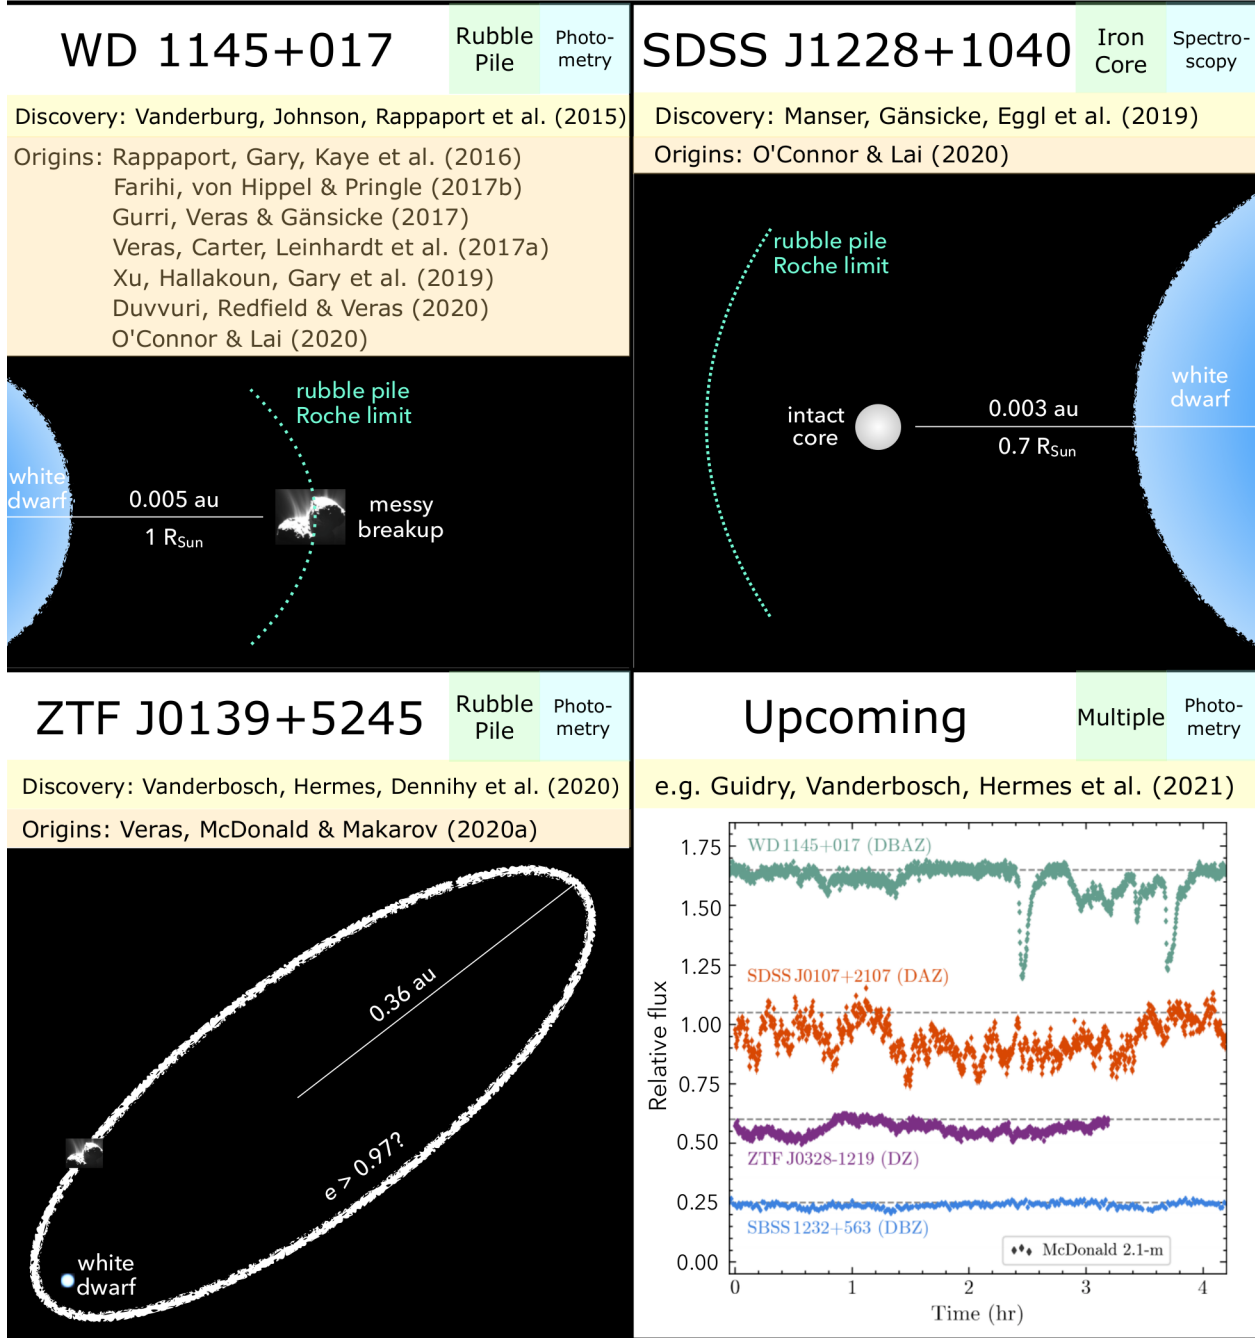 WD 1145+017
Rubble
Pile
Photo-
metry
Discovery: Vanderburg, Johnson, Rappaport et al. (2015)
Origins: Rappaport, Gary, Kaye et al. (2016)
Farihi, von Hippel & Pringle (2017b)
Gurri, Veras & Gänsicke (2017)
Veras, Carter, Leinhardt et al. (2017a)
Xu, Hallakoun, Gary et al. (2019)
Duvvuri, Redfield & Veras (2020)
O'Connor & Lai (2020)
rubble pile
Roche limit
white
dwarf
0.005 au
1 RSun
messy
breakup
SDSS J1228+1040
Iron
Core
Spectro-
scopy
Discovery: Manser, Gänsicke, Eggl et al. (2019)
Origins: O'Connor & Lai (2020)
rubble pile
Roche limit
intact
core
0.003 au
0.7 RSun
white
dwarf
ZTF J0139+5245
Rubble
Pile
Photo-
metry
Discovery: Vanderbosch, Hermes, Dennihy et al. (2020)
Origins: Veras, McDonald & Makarov (2020a)
0.36 au
e > 0.97?
white
dwarf
Upcoming
Multiple
Photo-
metry
e.g. Guidry, Vanderbosch, Hermes et al. (2021)
Relative flux
1.75
1.50
1.25
1.00
0.75
0.50
0.25
0.00
WD 1145+017 (DBAZ)
SDSS J0107+2107 (DAZ)
ZTF J0328-1219 (DZ)
SBSS 1232+563 (DBZ)
McDonald 2.1-m
0 1 2 3 4
Time (hr)